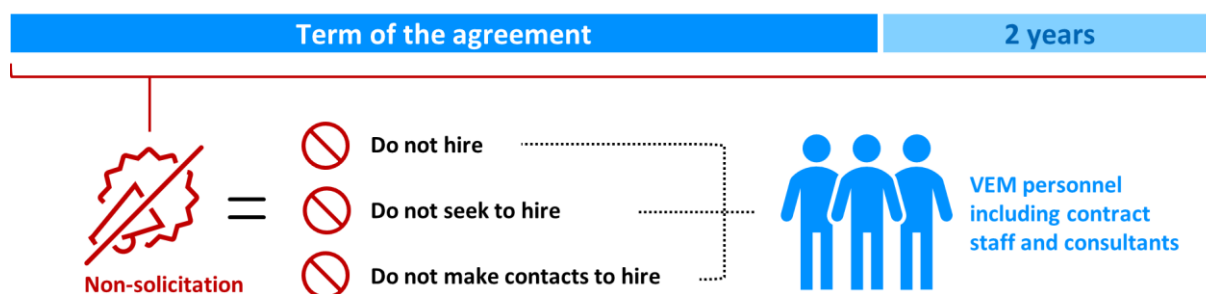 Term of the agreement
2 years
Do not hire
Do not seek to hire
Do not make contacts to hire
Non-solicitation
VEM personnel
including contract
staff and consultants